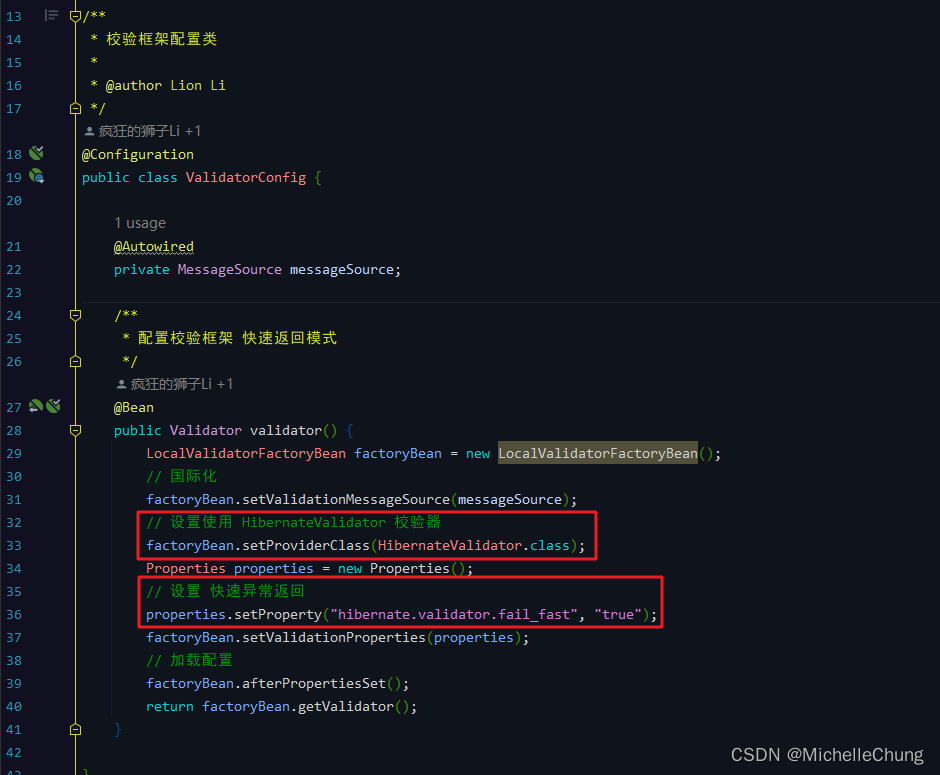 13 /**
14 * 校验框架配置类
15 *
16 * @author Lion Li
17 */
疯狂的狮子Li +1
18 @Configuration
19 public class ValidatorConfig {
20
1 usage
21 @Autowired
22 private MessageSource messageSource;
23
24 /**
25 * 配置校验框架 快速返回模式
26 */
疯狂的狮子Li +1
27 @Bean
28 public Validator validator() {
29 LocalValidatorFactoryBean factoryBean = new LocalValidatorFactoryBean();
30 // 国际化
31 factoryBean.setValidationMessageSource(messageSource);
32 // 设置使用 HibernateValidator 校验器
33 factoryBean.setProviderClass(HibernateValidator.class);
34 Properties properties = new Properties();
35 // 设置 快速异常返回
36 properties.setProperty("hibernate.validator.fail_fast", "true");
37 factoryBean.setValidationProperties(properties);
38 // 加载配置
39 factoryBean.afterPropertiesSet();
40 return factoryBean.getValidator();
41 }
42
43 }
CSDN @MichelleChung